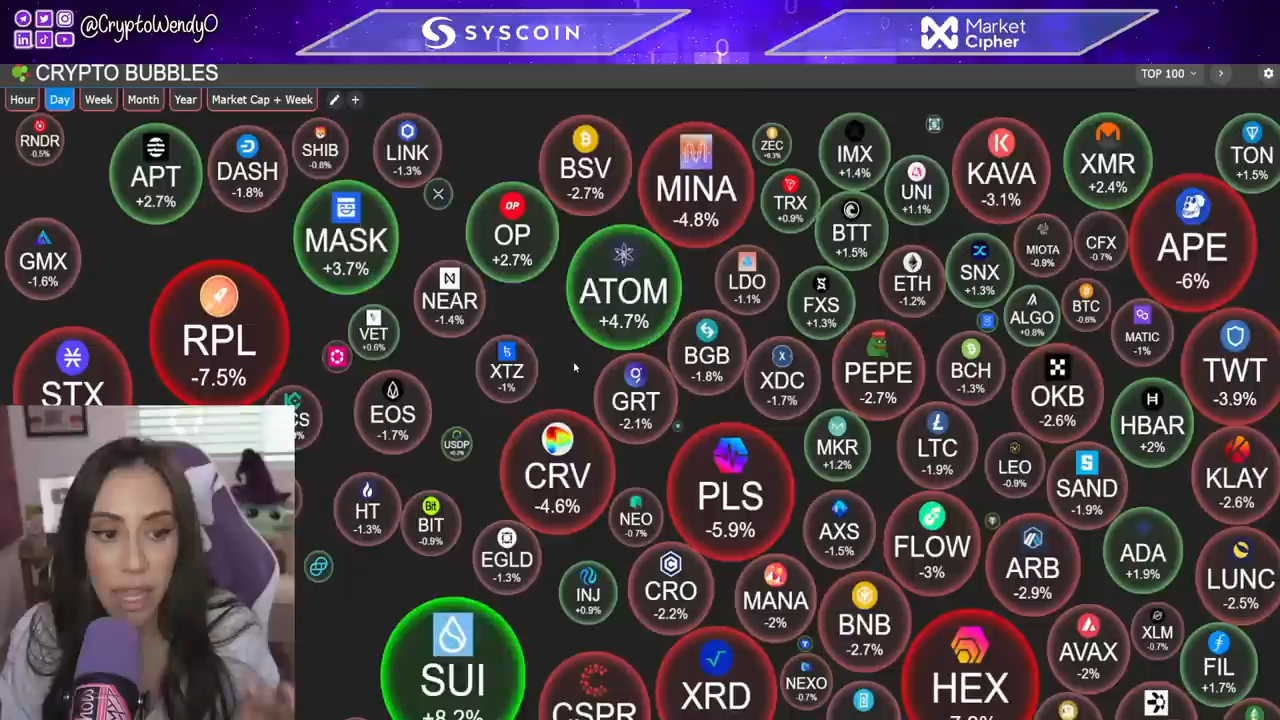 @CryptoWendyO
SYSCOIN
Market
Cipher
CRYPTO BUBBLES
TOP 100
Hour
Day
Week
Month
Year
Market Cap + Week
RNDR
-0.5%
APT
+2.7%
DASH
-1.8%
SHIB
-0.8%
LINK
-1.3%
BSV
-2.7%
MINA
-4.8%
ZEC
+0.3%
IMX
+1.4%
UNI
+1.1%
KAVA
-3.1%
XMR
+2.4%
TON
+1.5%
GMX
-1.6%
MASK
+3.7%
OP
OP
+2.7%
TRX
+0.9%
BTT
+1.5%
APE
-6%
RPL
-7.5%
VET
+0.6%
NEAR
-1.4%
ATOM
+4.7%
LDO
-1.1%
FXS
+1.3%
ETH
-1.2%
SNX
+1.3%
MIOTA
-0.9%
CFX
-0.7%
ALGO
+0.8%
BTC
-0.6%
MATIC
-1%
STX
XTZ
-1%
BGB
-1.8%
XDC
-1.7%
PEPE
-2.7%
BCH
-1.3%
OKB
-2.6%
TWT
-3.9%
EOS
-1.7%
GRT
-2.1%
HBAR
+2%
CS
USDP
+0.2%
CRV
-4.6%
PLS
-5.9%
MKR
+1.2%
LTC
-1.9%
LEO
-0.9%
SAND
-1.9%
KLAY
-2.6%
HT
-1.3%
Bit
BIT
-0.9%
EGLD
-1.3%
NEO
-0.7%
AXS
-1.5%
FLOW
-3%
ARB
-2.9%
ADA
+1.9%
LUNC
-2.5%
INJ
+0.9%
CRO
-2.2%
MANA
-2%
BNB
-2.7%
AVAX
-2%
XLM
-0.7%
FIL
+1.7%
SUI
+8.2%
CSPR
XRD
NEXO
-0.7%
HEX